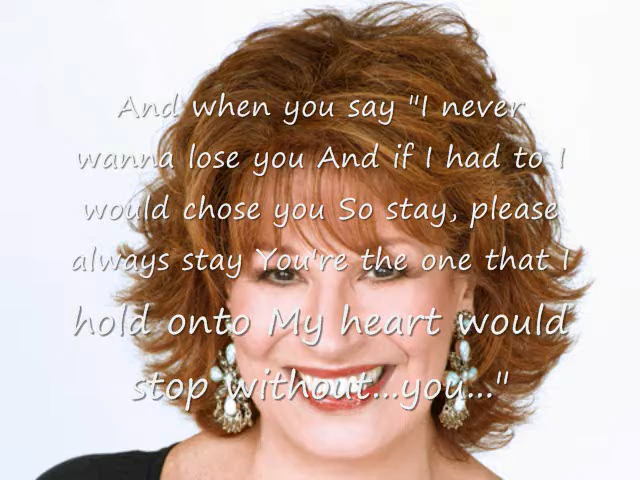 And when you say "I never
wanna lose you And if I had to I
would chose you So stay, please
always stay You're the one that I
hold onto My heart would
stop without...you..."